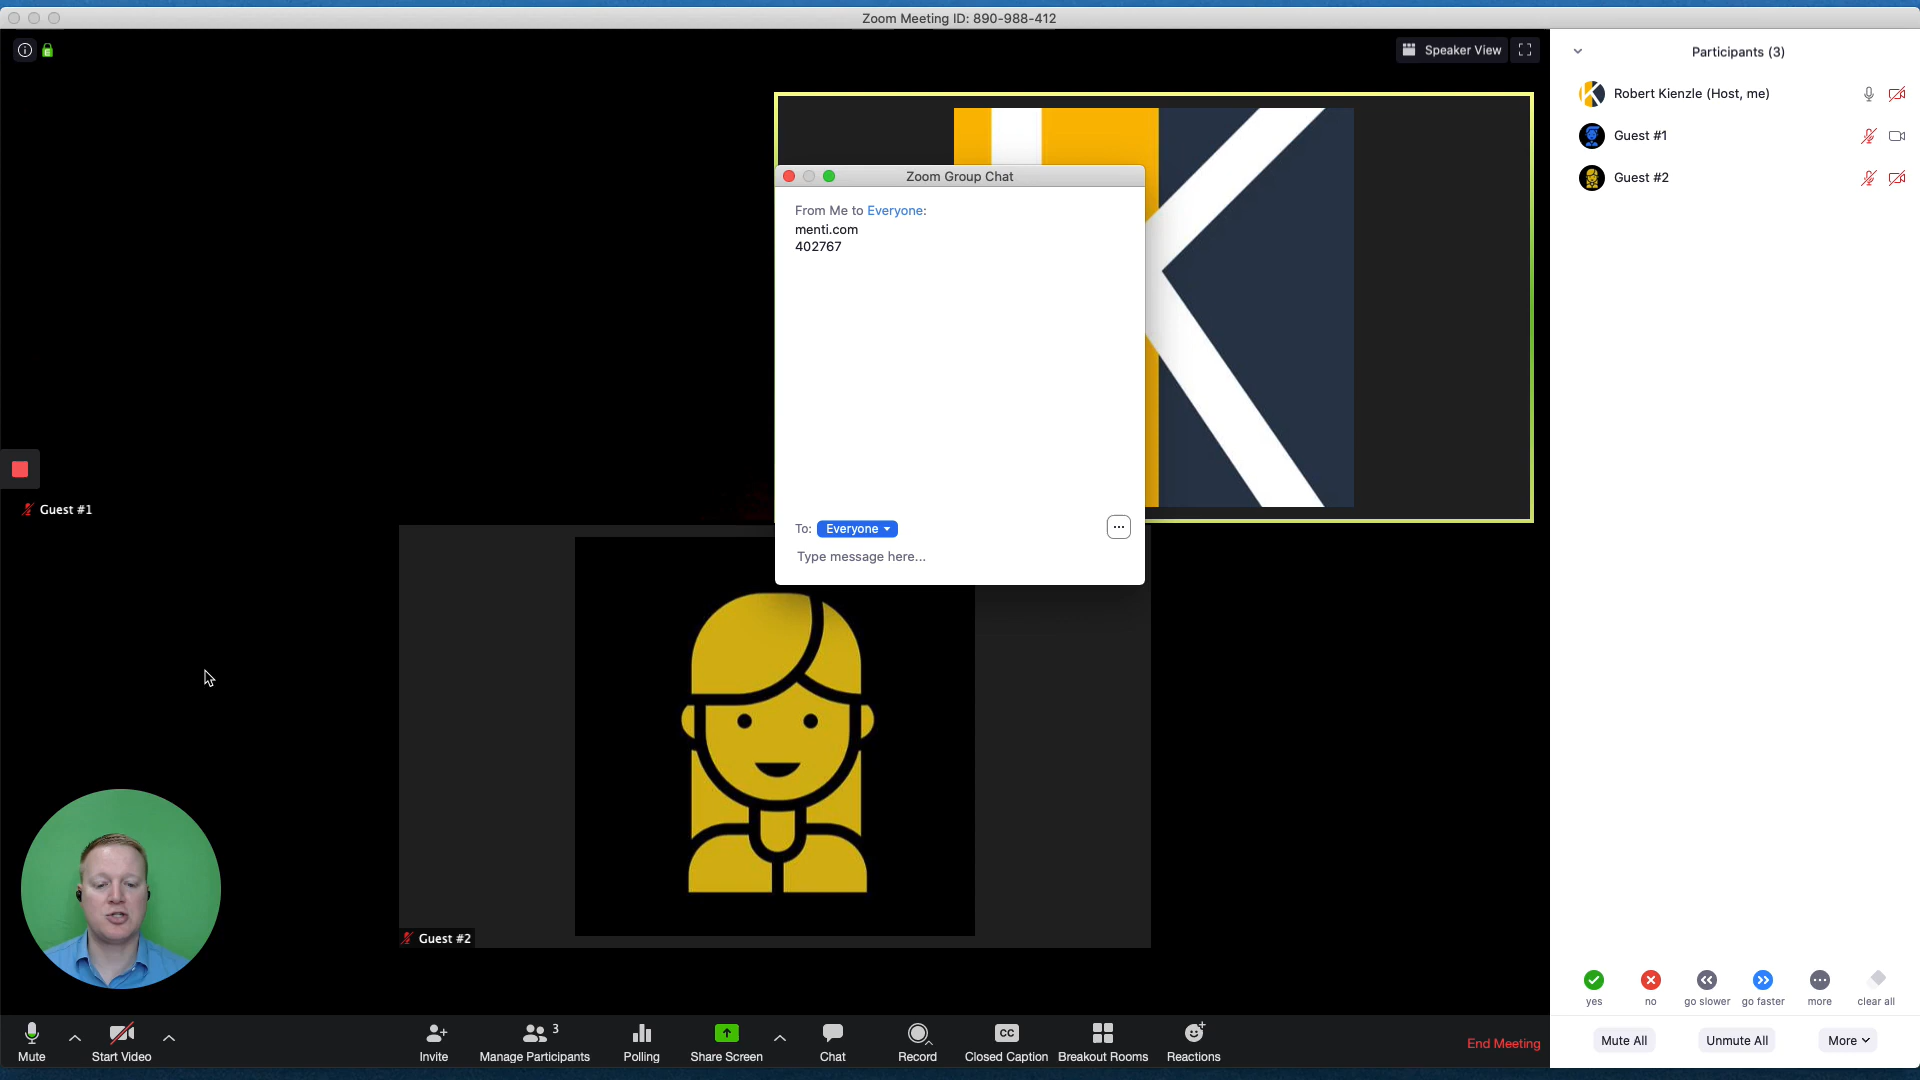 Zoom Meeting ID: 890-988-412
Speaker View
Participants (3)
Robert Kienzle (Host, me)
Guest #1
Guest #2
Zoom Group Chat
From Me to Everyone:
menti.com
402767
To: Everyone
Type message here...
Guest #1
Guest #2
yes
no
go slower
go faster
more
clear all
Mute
Start Video
Invite
3
Manage Participants
Polling
Share Screen
Chat
Record
CC
Closed Caption
Breakout Rooms
Reactions
End Meeting
Mute All
Unmute All
More